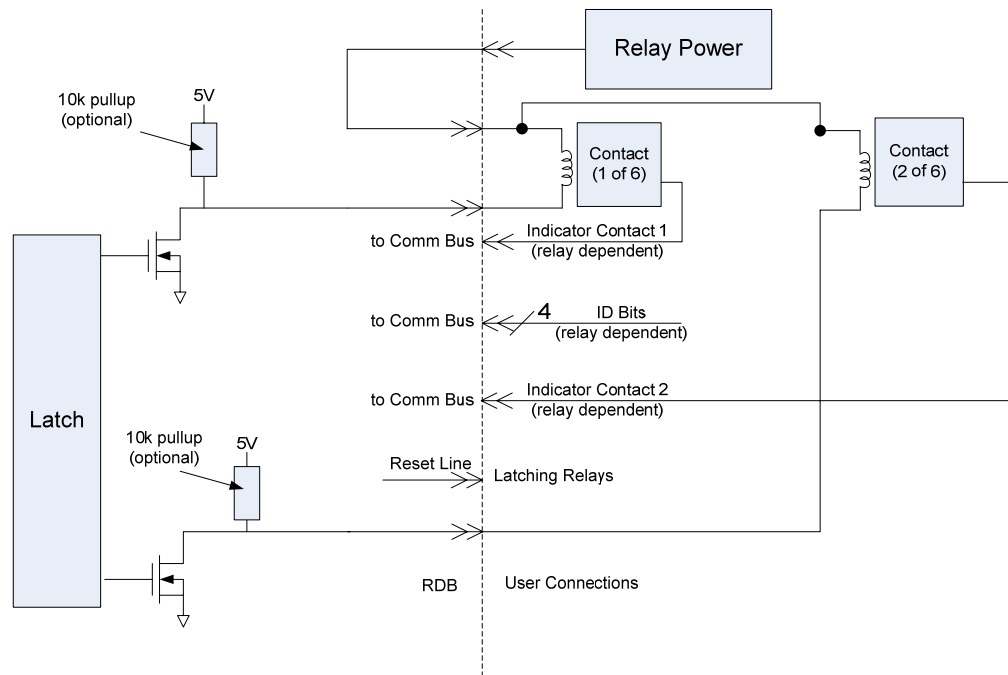 Relay Power
10k pullup
(optional)
5V
Contact
(1 of 6)
Contact
(2 of 6)
to Comm Bus
Indicator Contact 1
(relay dependent)
to Comm Bus
4
ID Bits
(relay dependent)
to Comm Bus
Indicator Contact 2
(relay dependent)
Latch
10k pullup
(optional)
5V
Reset Line
Latching Relays
RDB
User Connections